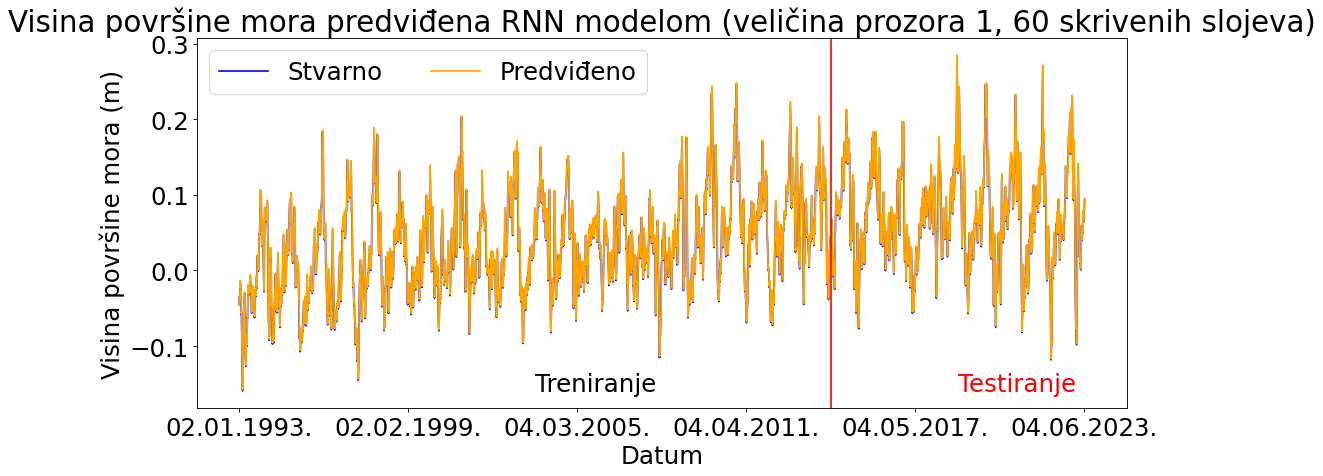 Visina površine mora predviđena RNN modelom (veličina prozora 1, 60 skrivenih slojeva)
Stvarno Predviđeno
Visina površine mora (m)
0.3
0.2
0.1
0.0
−0.1
Treniranje
Testiranje
02.01.1993. 02.02.1999. 04.03.2005. 04.04.2011. 04.05.2017. 04.06.2023.
Datum